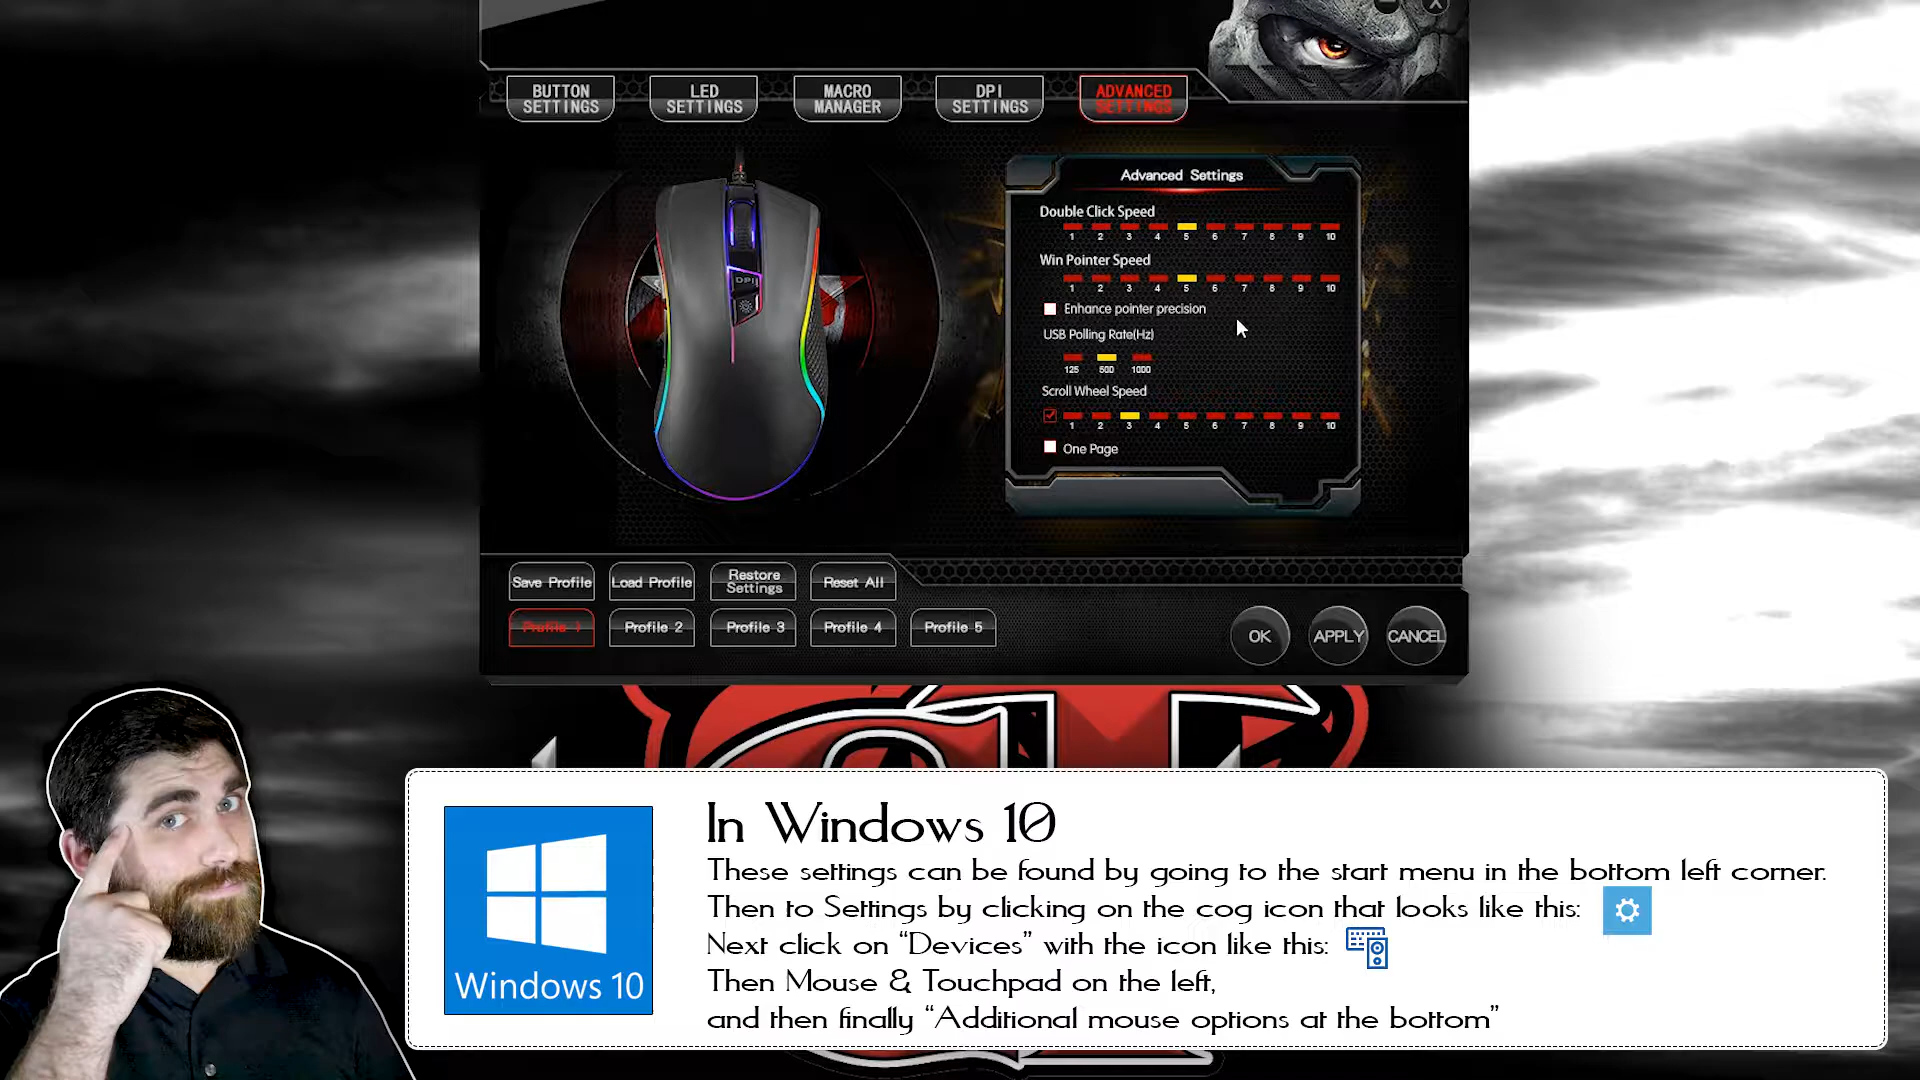 BUTTON SETTINGS
LED SETTINGS
MACRO MANAGER
DPI SETTINGS
ADVANCED SETTINGS
DPI
Advanced Settings
Double Click Speed
1 2 3 4 5 6 7 8 9 10
Win Pointer Speed
1 2 3 4 5 6 7 8 9 10
Enhance pointer precision
USB Polling Rate(Hz)
125 500 1000
Scroll Wheel Speed
1 2 3 4 5 6 7 8 9 10
One Page
Save Profile
Load Profile
Restore Settings
Reset All
Profile 1
Profile 2
Profile 3
Profile 4
Profile 5
OK
APPLY
CANCEL
Windows 10
In Windows 10
These settings can be found by going to the start menu in the bottom left corner.
Then to Settings by clicking on the cog icon that looks like this:
Next click on “Devices” with the icon like this:
Then Mouse & Touchpad on the left,
and then finally “Additional mouse options at the bottom”